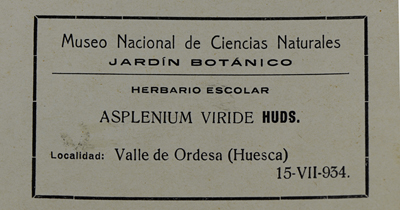 Museo Nacional de Ciencias Naturales
JARDÍN BOTÁNICO
HERBARIO ESCOLAR
ASPLENIUM VIRIDE HUDS.
Localidad: Valle de Ordesa (Huesca)
15-VII-934.